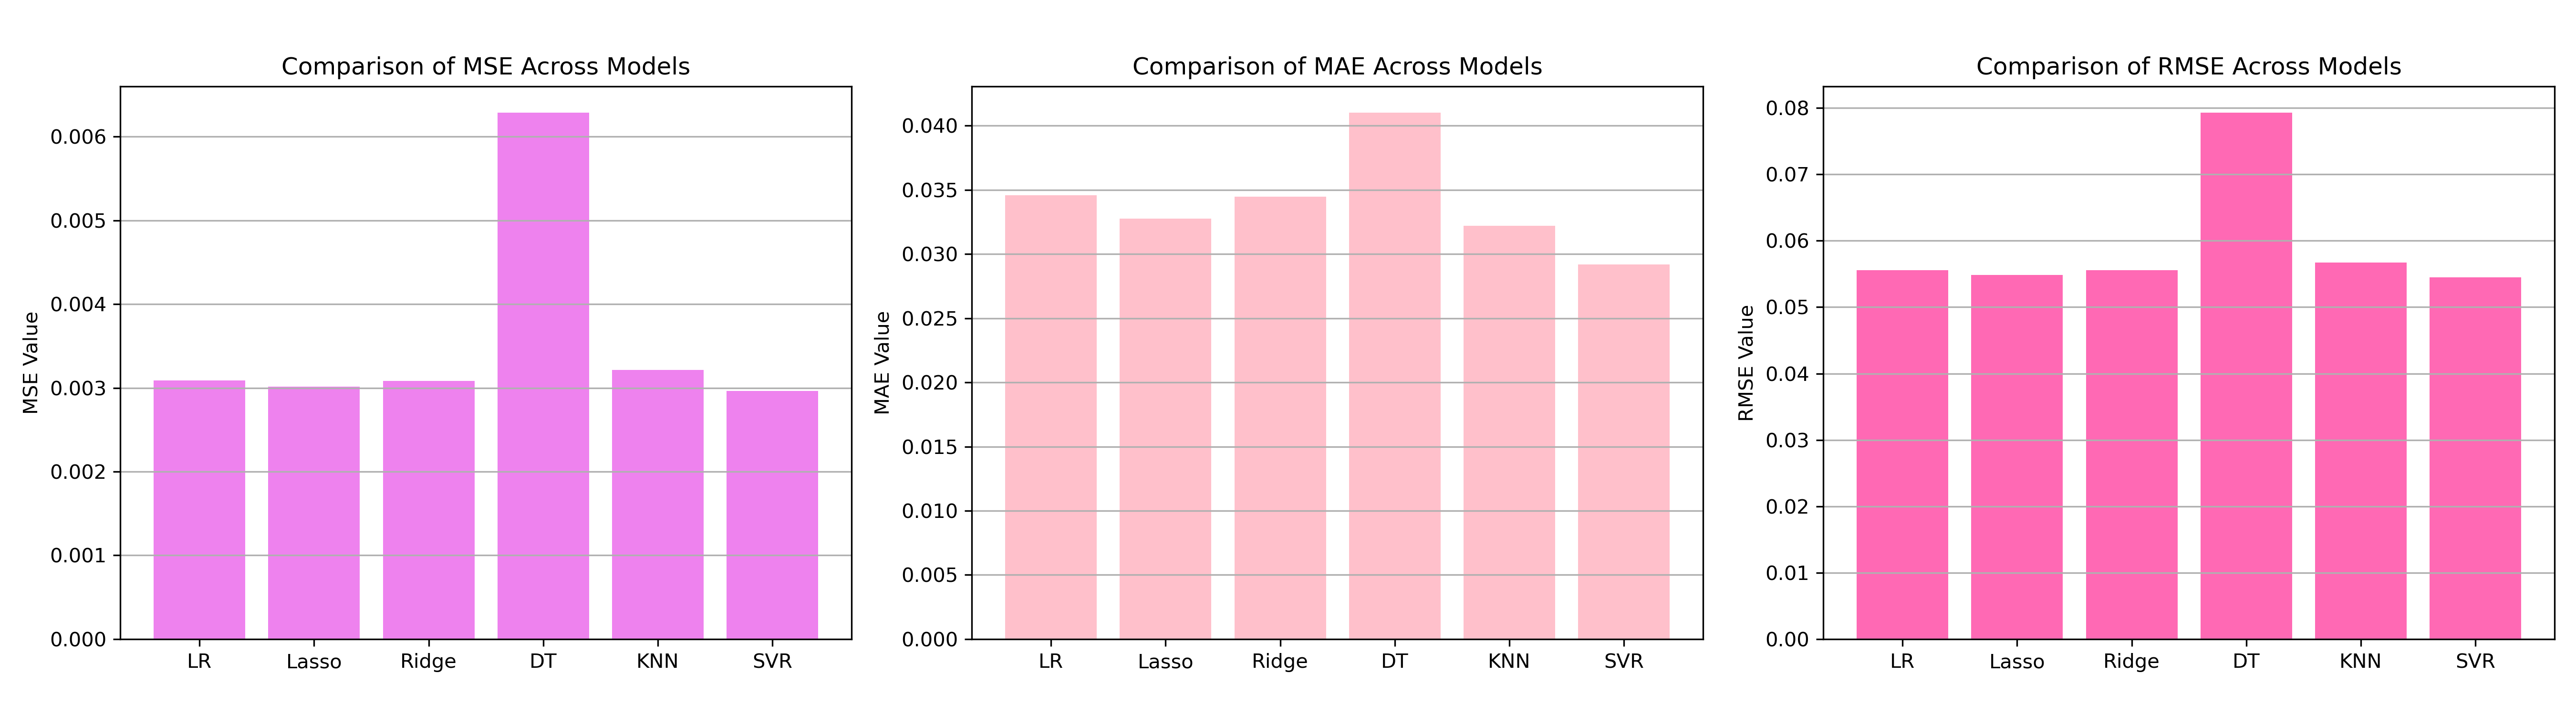 Comparison of MSE Across Models
MSE Value
0.006
0.005
0.004
0.003
0.002
0.001
0.000
LR Lasso Ridge DT KNN SVR
Comparison of MAE Across Models
MAE Value
0.040
0.035
0.030
0.025
0.020
0.015
0.010
0.005
0.000
LR Lasso Ridge DT KNN SVR
Comparison of RMSE Across Models
RMSE Value
0.08
0.07
0.06
0.05
0.04
0.03
0.02
0.01
0.00
LR Lasso Ridge DT KNN SVR